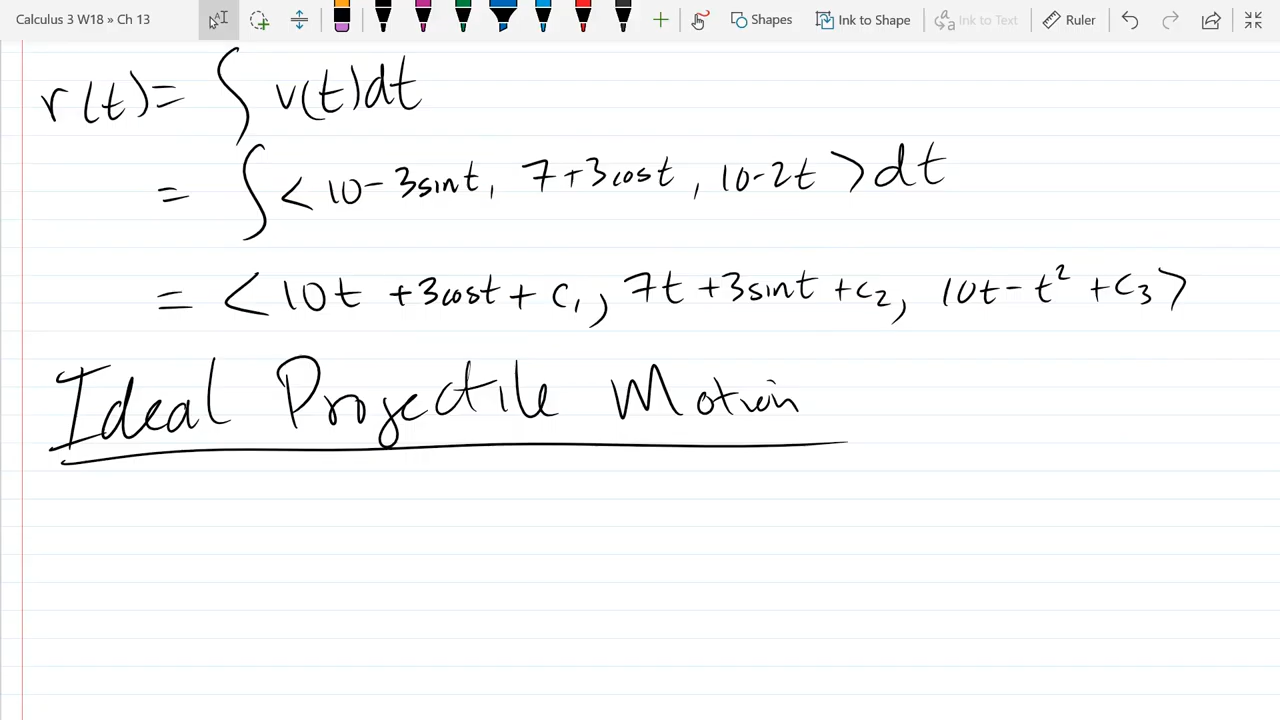 Calculus 3 W18 » Ch 13
Shapes Ink to Shape Ink to Text Ruler
r(t) = ∫ v(t)dt
= ∫ < 10 - 3sint, 7 + 3cost, 10 - 2t > dt
= < 10t + 3cost + c₁, 7t + 3sint + c₂, 10t - t² + c₃ >
Ideal Projectile Motion